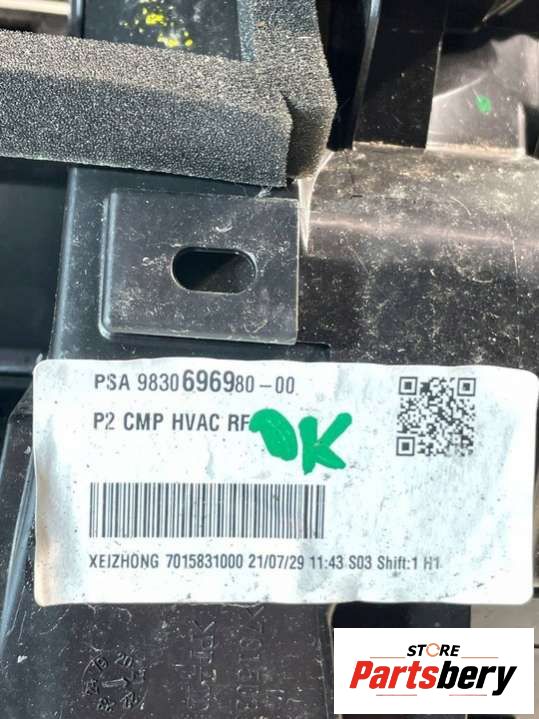 PSA 9830696980-00
P2 CMP HVAC RF
OK
XEIZHONG 7015831000 21/07/29 11:43 S03 Shift:1 H1
STORE
Partsbery